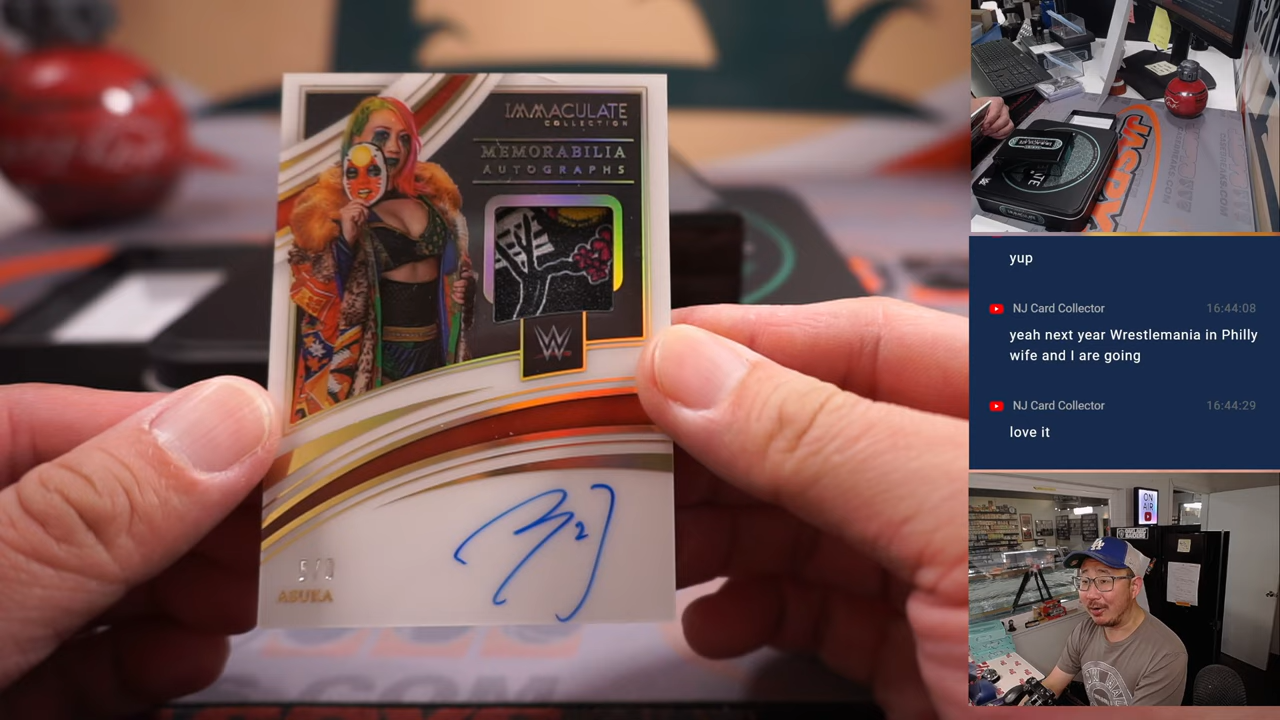 IMMACULATE
COLLECTION
MEMORABILIA
AUTOGRAPHS
W
ASUKA
ON
AIR
yup
NJ Card Collector 16:44:08
yeah next year Wrestlemania in Philly
wife and I are going
NJ Card Collector 16:44:29
love it